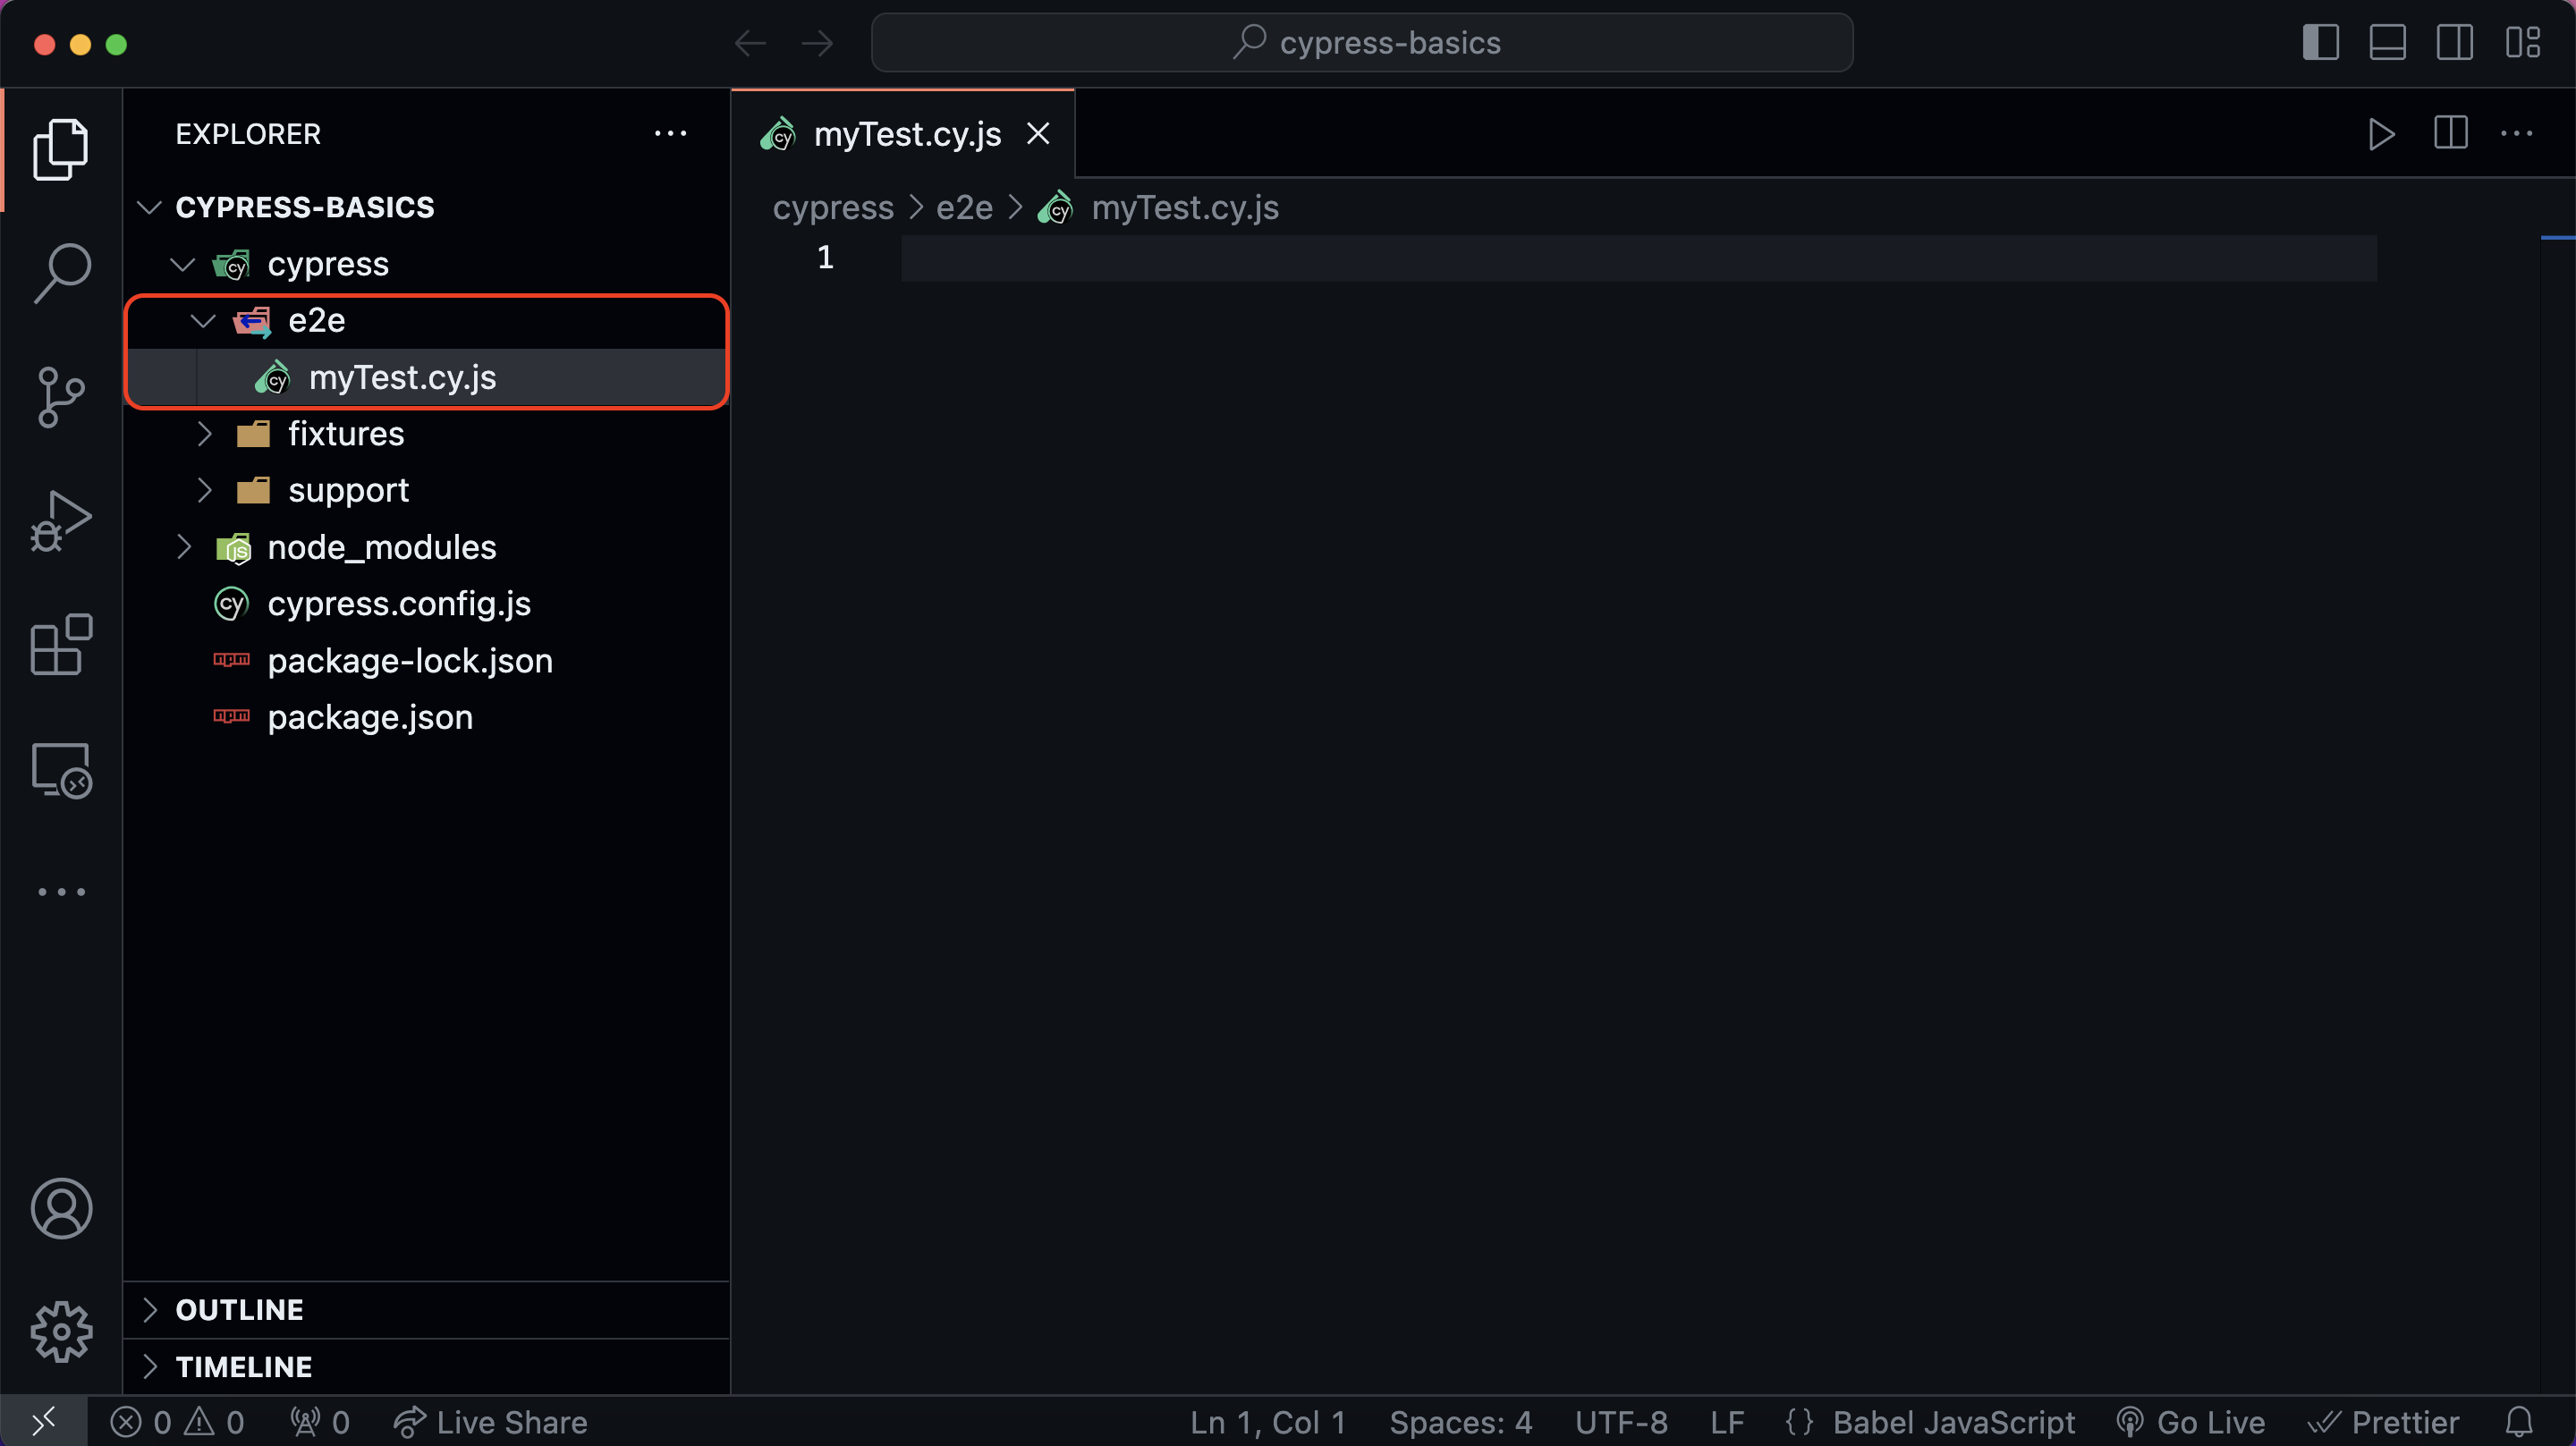 cypress-basics
EXPLORER
myTest.cy.js
CYPRESS-BASICS
cypress > e2e > myTest.cy.js
1
cypress
e2e
myTest.cy.js
fixtures
support
node_modules
cypress.config.js
package-lock.json
package.json
OUTLINE
TIMELINE
0 0 0 Live Share Ln 1, Col 1 Spaces: 4 UTF-8 LF {} Babel JavaScript Go Live Prettier